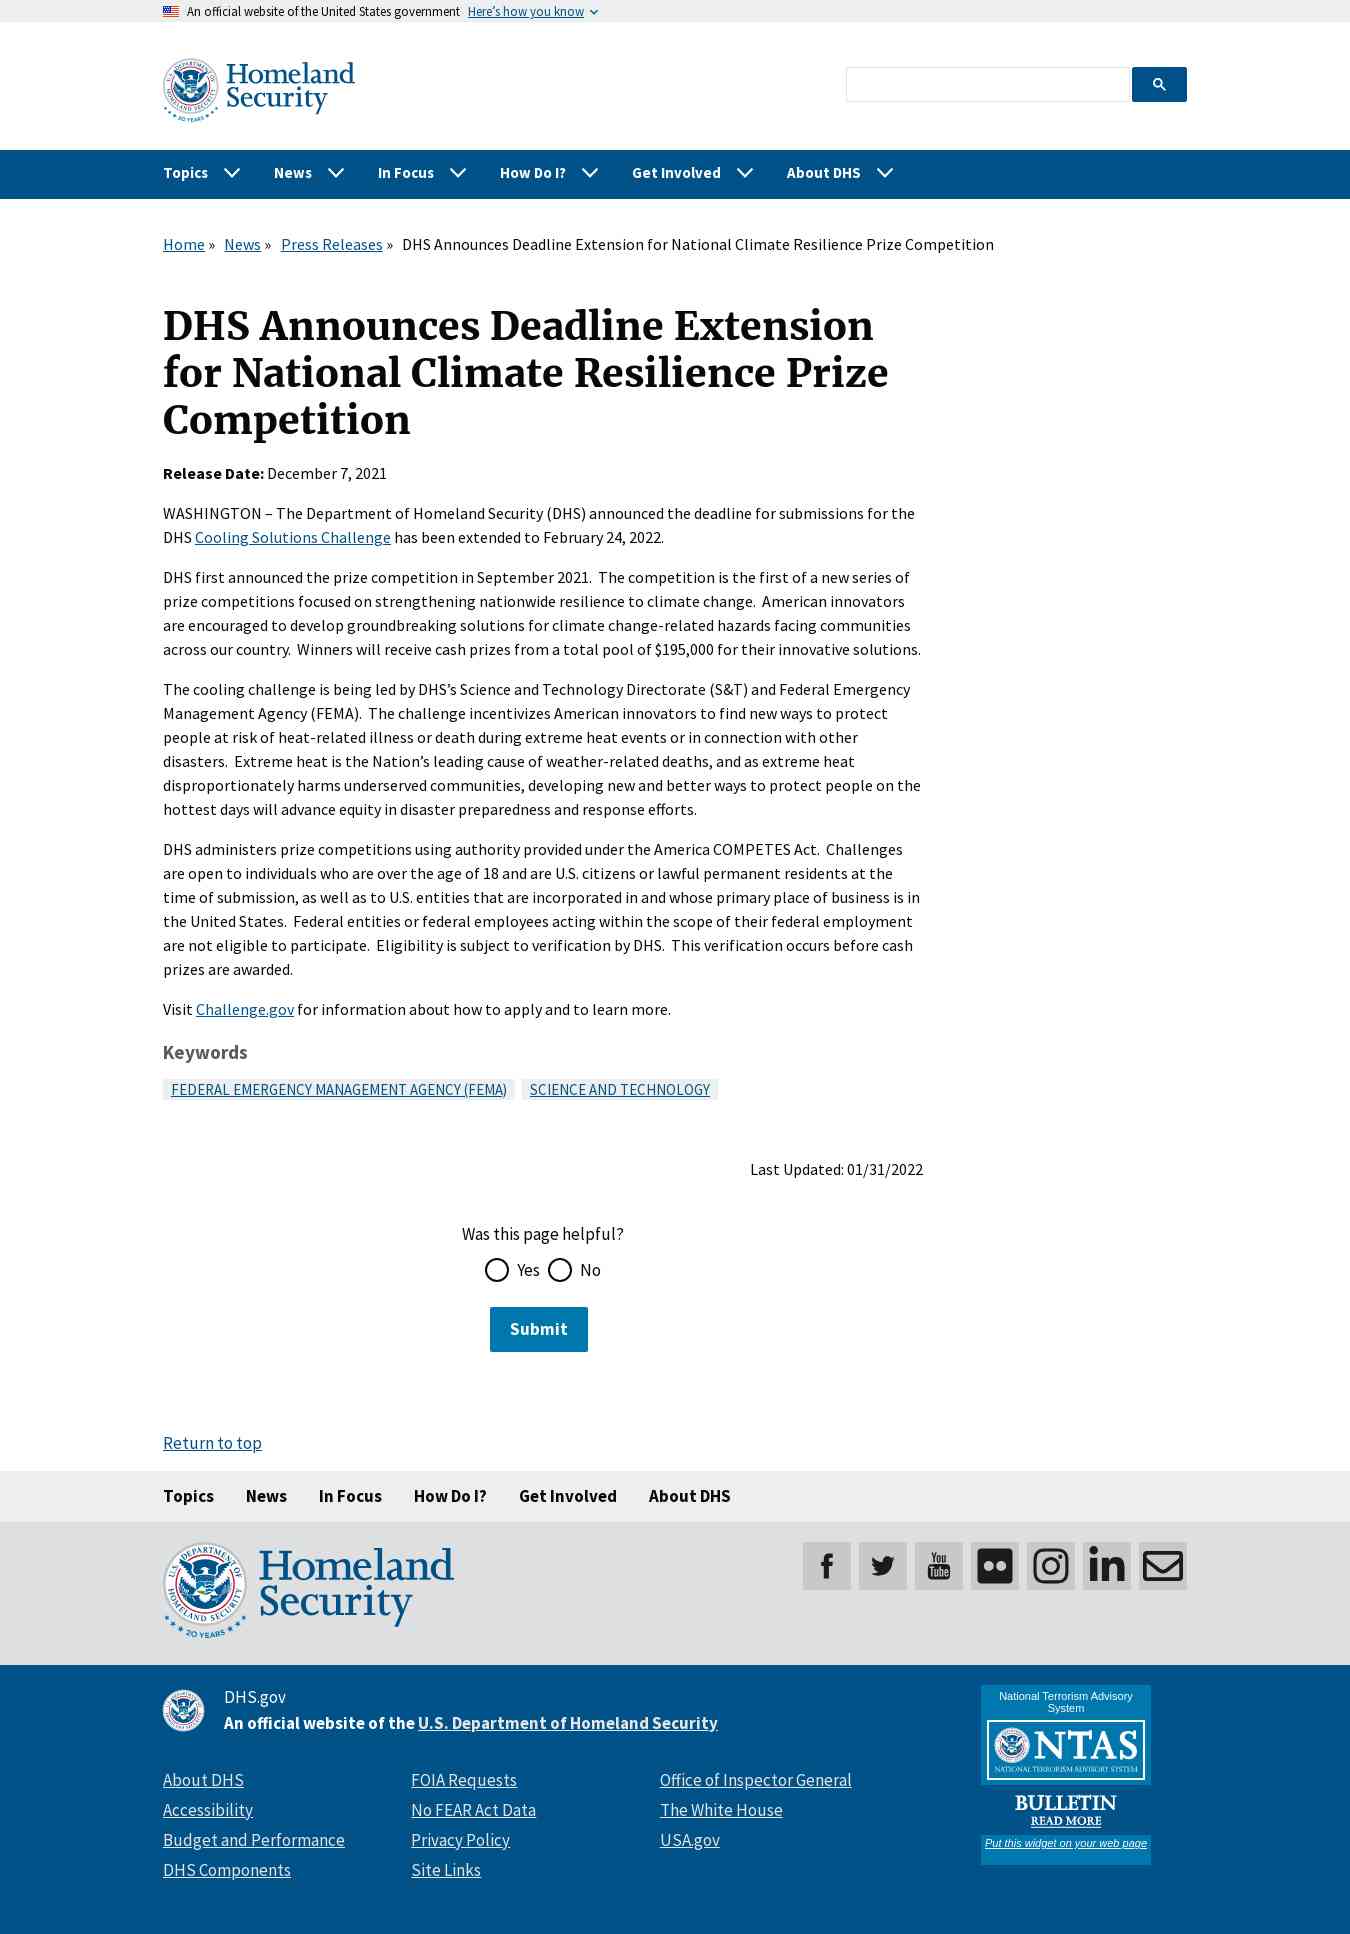 An official website of the United States government Here's how you know
Homeland
Security
20 YEARS
Topics News In Focus How Do I? Get Involved About DHS
Home » News » Press Releases » DHS Announces Deadline Extension for National Climate Resilience Prize Competition
DHS Announces Deadline Extension
for National Climate Resilience Prize
Competition
Release Date: December 7, 2021
WASHINGTON – The Department of Homeland Security (DHS) announced the deadline for submissions for the
DHS Cooling Solutions Challenge has been extended to February 24, 2022.
DHS first announced the prize competition in September 2021.  The competition is the first of a new series of
prize competitions focused on strengthening nationwide resilience to climate change.  American innovators
are encouraged to develop groundbreaking solutions for climate change-related hazards facing communities
across our country.  Winners will receive cash prizes from a total pool of $195,000 for their innovative solutions.
The cooling challenge is being led by DHS’s Science and Technology Directorate (S&T) and Federal Emergency
Management Agency (FEMA).  The challenge incentivizes American innovators to find new ways to protect
people at risk of heat-related illness or death during extreme heat events or in connection with other
disasters.  Extreme heat is the Nation’s leading cause of weather-related deaths, and as extreme heat
disproportionately harms underserved communities, developing new and better ways to protect people on the
hottest days will advance equity in disaster preparedness and response efforts.
DHS administers prize competitions using authority provided under the America COMPETES Act.  Challenges
are open to individuals who are over the age of 18 and are U.S. citizens or lawful permanent residents at the
time of submission, as well as to U.S. entities that are incorporated in and whose primary place of business is in
the United States.  Federal entities or federal employees acting within the scope of their federal employment
are not eligible to participate.  Eligibility is subject to verification by DHS.  This verification occurs before cash
prizes are awarded.
Visit Challenge.gov for information about how to apply and to learn more.
Keywords
FEDERAL EMERGENCY MANAGEMENT AGENCY (FEMA) SCIENCE AND TECHNOLOGY
Last Updated: 01/31/2022
Was this page helpful?
Yes No
Submit
Return to top
Topics News In Focus How Do I? Get Involved About DHS
U.S. DEPARTMENT OF HOMELAND SECURITY
20 YEARS
Homeland
Security
You
Tube
DHS.gov
An official website of the U.S. Department of Homeland Security
About DHS FOIA Requests Office of Inspector General
Accessibility No FEAR Act Data The White House
Budget and Performance Privacy Policy USA.gov
DHS Components Site Links
National Terrorism Advisory
System
NTAS
NATIONAL TERRORISM ADVISORY SYSTEM
BULLETIN
READ MORE
Put this widget on your web page